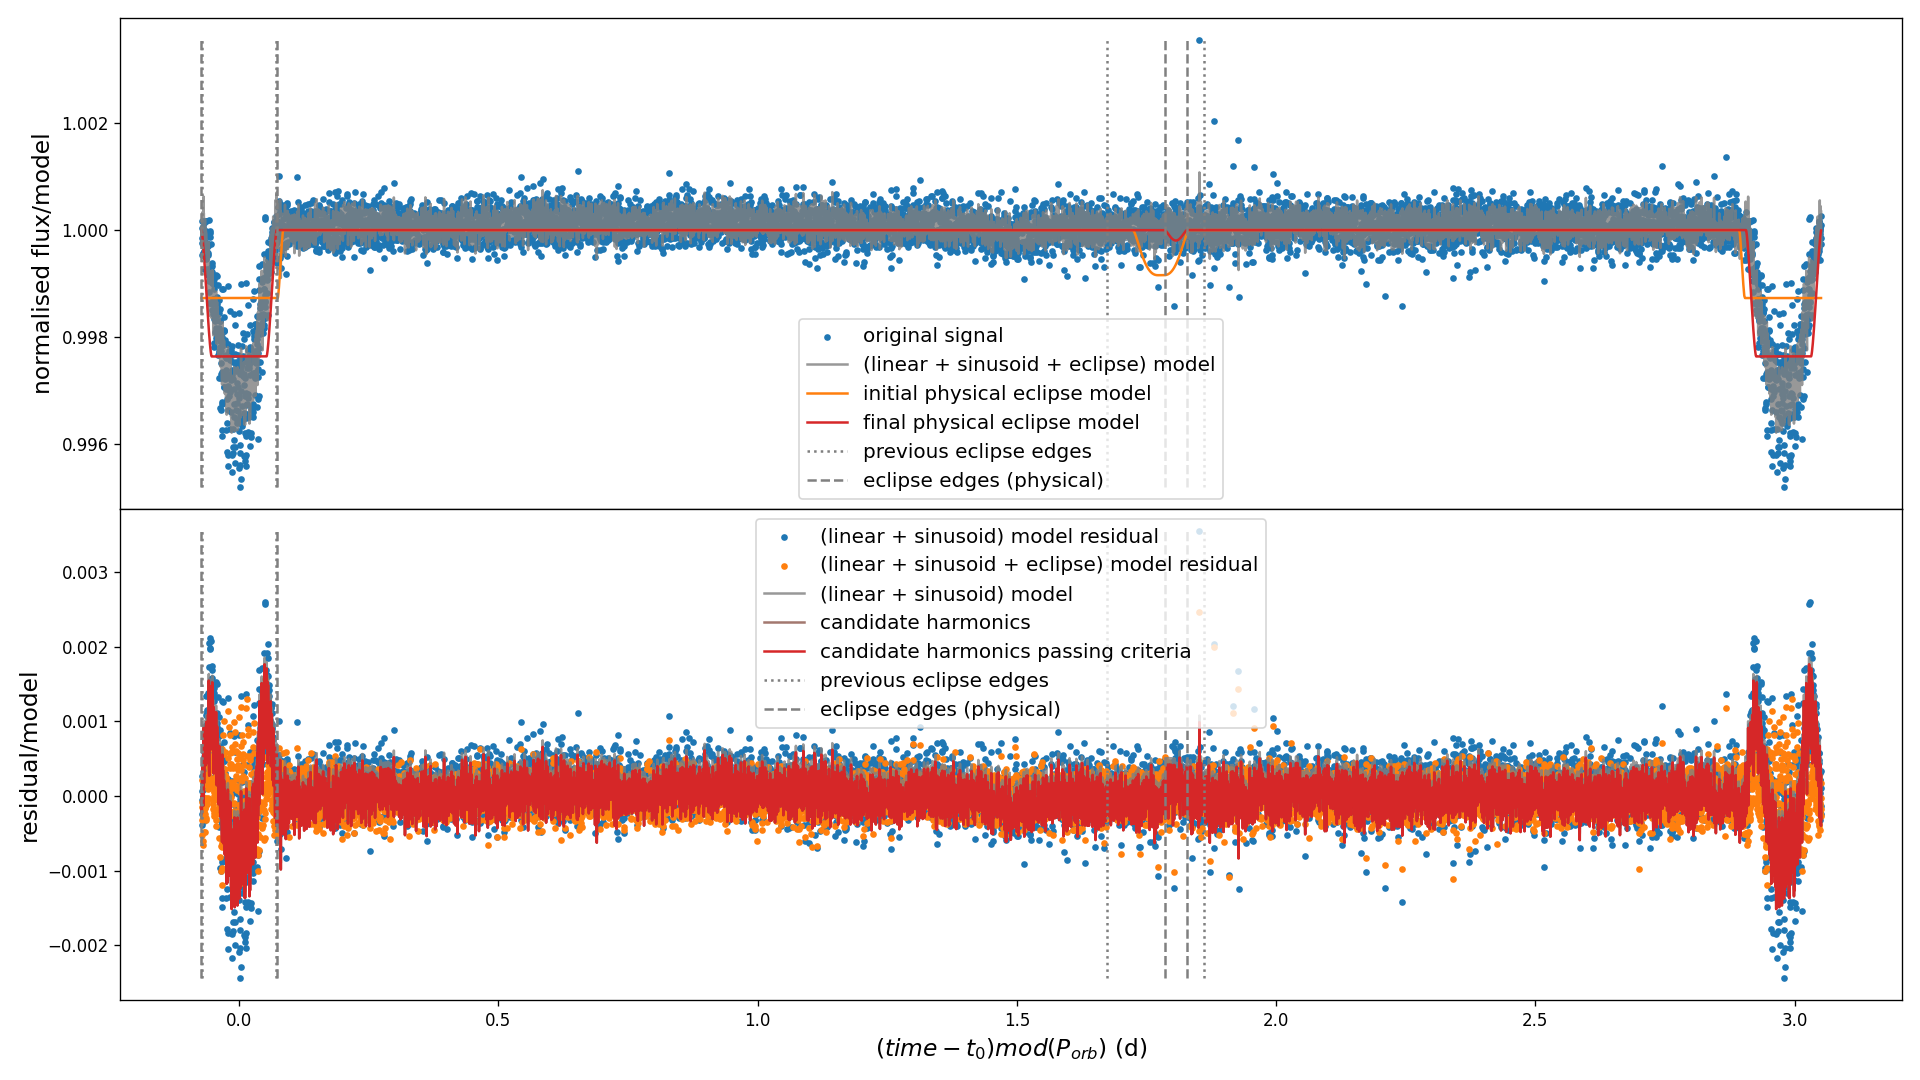 normalised flux/model
1.002
1.000
0.998
0.996
original signal
(linear + sinusoid + eclipse) model
initial physical eclipse model
final physical eclipse model
previous eclipse edges
eclipse edges (physical)
residual/model
0.003
0.002
0.001
0.000
−0.001
−0.002
(linear + sinusoid) model residual
(linear + sinusoid + eclipse) model residual
(linear + sinusoid) model
candidate harmonics
candidate harmonics passing criteria
previous eclipse edges
eclipse edges (physical)
0.0 0.5 1.0 1.5 2.0 2.5 3.0
(time − t₀)mod(P_orb) (d)